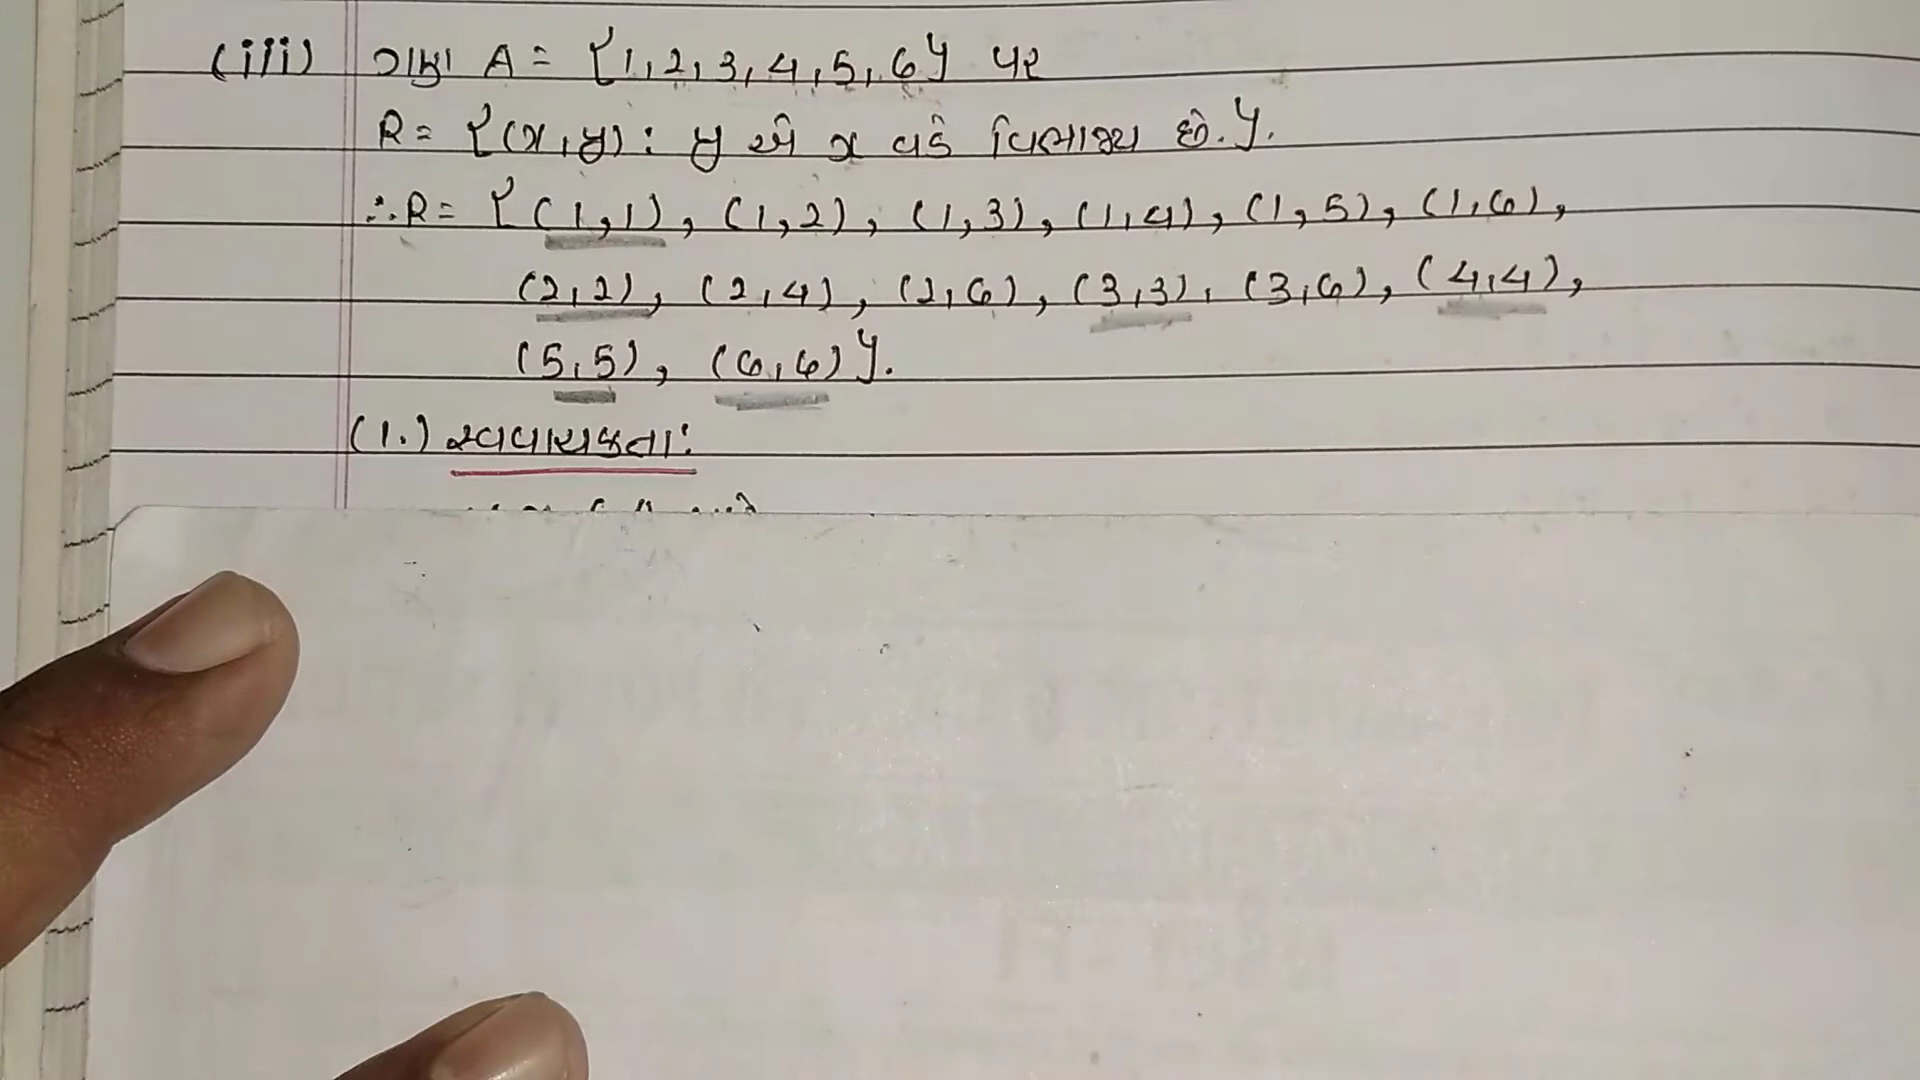 (iii) ગણ A = {1, 2, 3, 4, 5, 6} પર
R = {(x, y) : y એ x વડે વિભાજ્ય છે.}.
∴ R = {(1, 1), (1, 2), (1, 3), (1, 4), (1, 5), (1, 6),
(2, 2), (2, 4), (2, 6), (3, 3), (3, 6), (4, 4),
(5, 5), (6, 6)}.
(1.) સ્વવાચકતા: